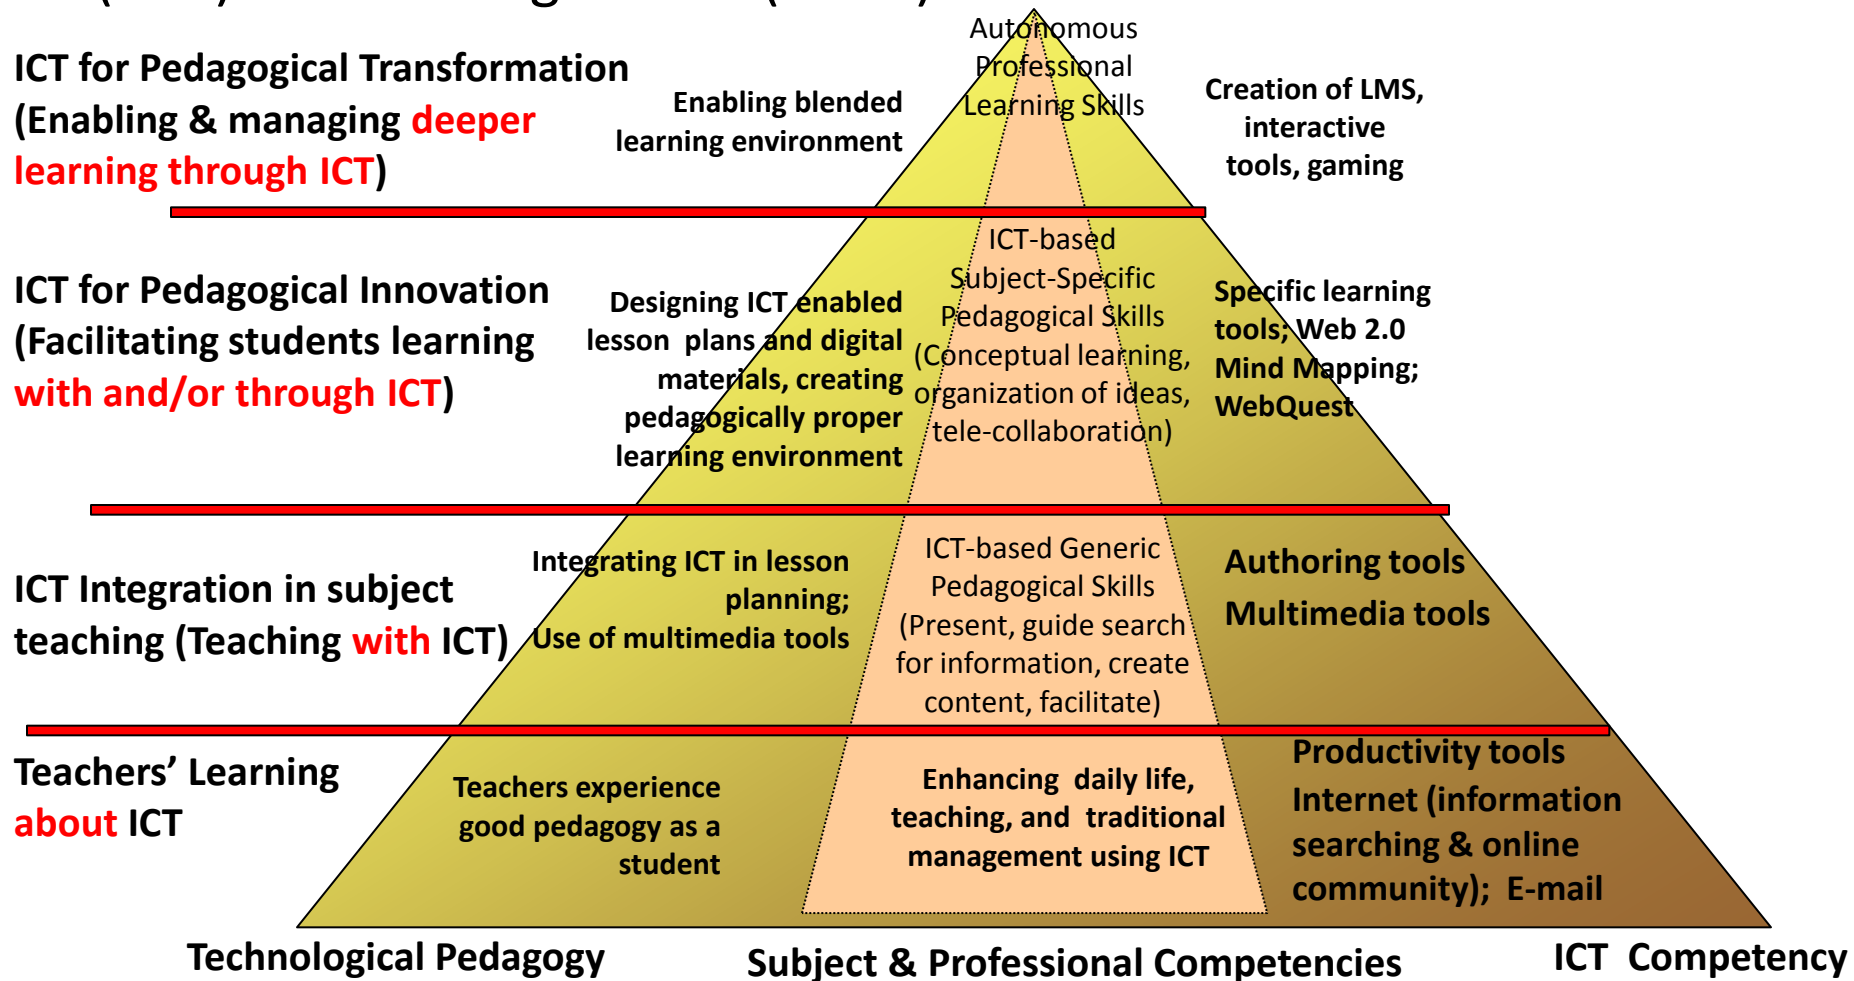 ICT for Pedagogical Transformation
(Enabling & managing deeper
learning through ICT)
Enabling blended
learning environment
Autonomous
Professional
Learning Skills
Creation of LMS,
interactive
tools, gaming
ICT for Pedagogical Innovation
(Facilitating students learning
with and/or through ICT)
Designing ICT enabled
lesson plans and digital
materials, creating
pedagogically proper
learning environment
ICT-based
Subject-Specific
Pedagogical Skills
(Conceptual learning,
organization of ideas,
tele-collaboration)
Specific learning
tools; Web 2.0
Mind Mapping;
WebQuest
ICT Integration in subject
teaching (Teaching with ICT)
Integrating ICT in lesson
planning;
Use of multimedia tools
ICT-based Generic
Pedagogical Skills
(Present, guide search
for information, create
content, facilitate)
Authoring tools
Multimedia tools
Teachers’ Learning
about ICT
Teachers experience
good pedagogy as a
student
Enhancing daily life,
teaching, and traditional
management using ICT
Productivity tools
Internet (information
searching & online
community); E-mail
Technological Pedagogy
Subject & Professional Competencies
ICT Competency